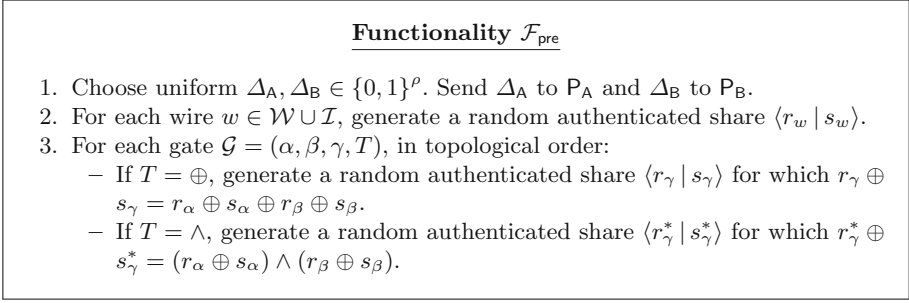 Functionality 𝓕pre
1. Choose uniform Δ_A, Δ_B ∈ {0, 1}^ρ. Send Δ_A to P_A and Δ_B to P_B.
2. For each wire w ∈ 𝒲 ∪ ℐ, generate a random authenticated share ⟨r_w | s_w⟩.
3. For each gate 𝒢 = (α, β, γ, T), in topological order:
– If T = ⊕, generate a random authenticated share ⟨r_γ | s_γ⟩ for which r_γ ⊕
s_γ = r_α ⊕ s_α ⊕ r_β ⊕ s_β.
– If T = ∧, generate a random authenticated share ⟨r*_γ | s*_γ⟩ for which r*_γ ⊕
s*_γ = (r_α ⊕ s_α) ∧ (r_β ⊕ s_β).